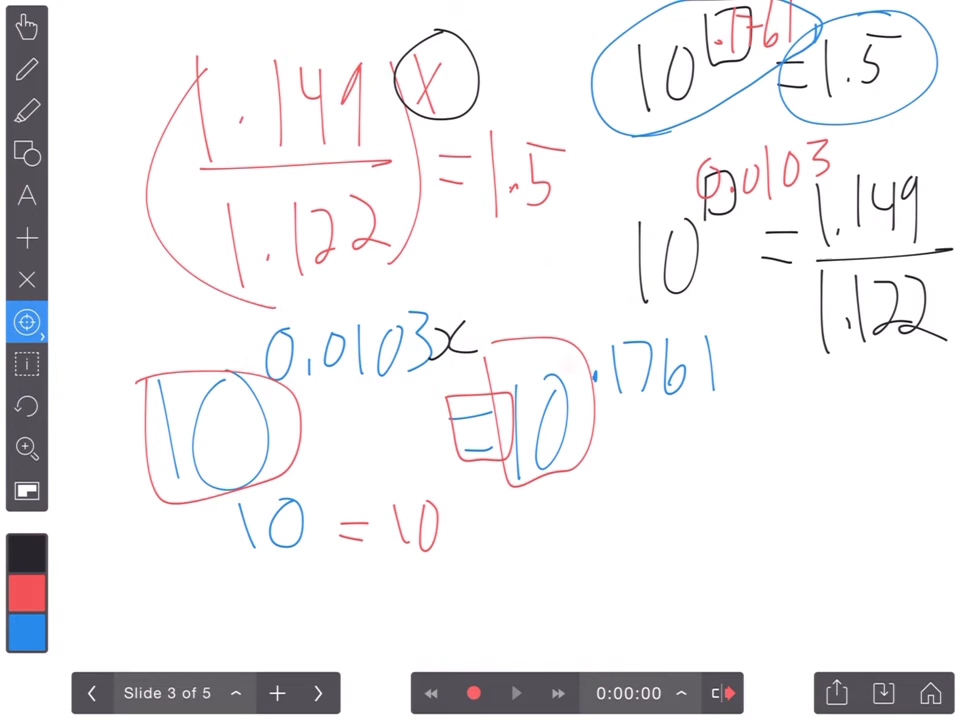 (1.149/1.122)^x = 1.5
10^.1761 = 1.5
10^0.0103 = 1.149/1.122
10^0.0103x = 10^.1761
10 = 10
A
i
Slide 3 of 5
0:00:00